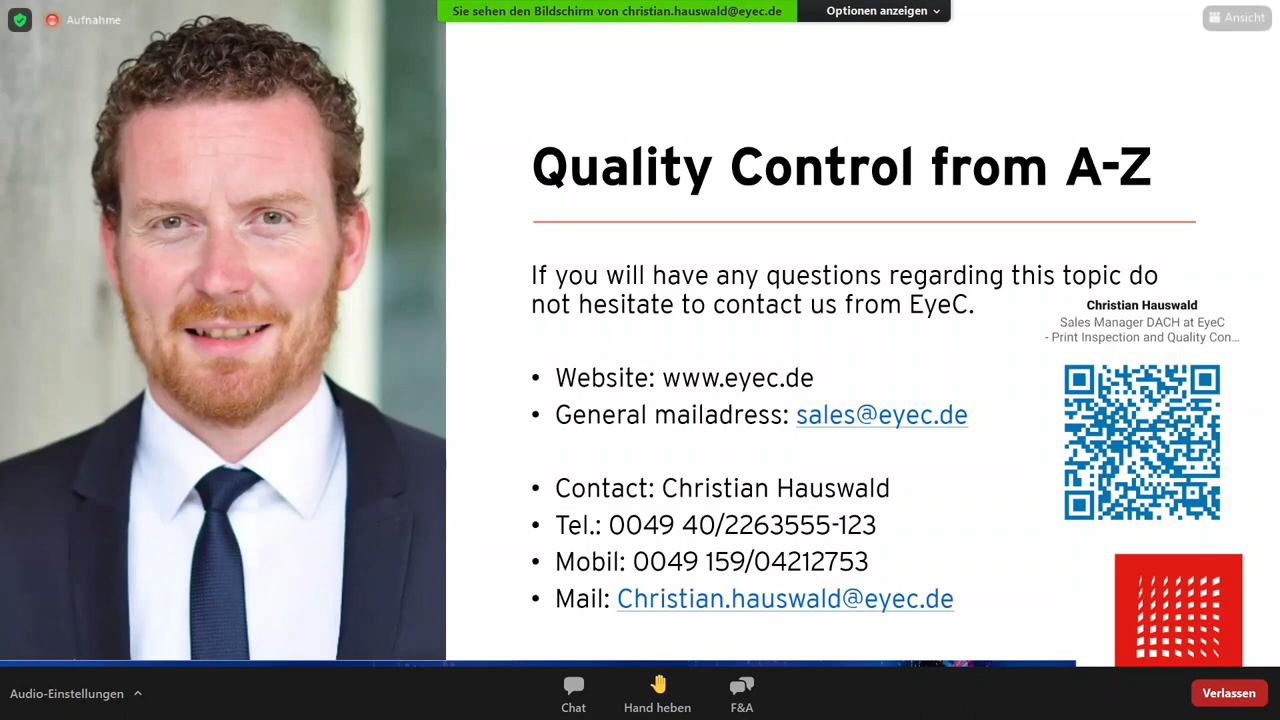 Aufnahme
Sie sehen den Bildschirm von christian.hauswald@eyec.de
Optionen anzeigen
Ansicht
Quality Control from A-Z
If you will have any questions regarding this topic do
not hesitate to contact us from EyeC.
Christian Hauswald
Sales Manager DACH at EyeC
- Print Inspection and Quality Con...
• Website: www.eyec.de
• General mailadress: sales@eyec.de
• Contact: Christian Hauswald
• Tel.: 0049 40/2263555-123
• Mobil: 0049 159/04212753
• Mail: Christian.hauswald@eyec.de
Audio-Einstellungen
Chat
Hand heben
F&A
Verlassen